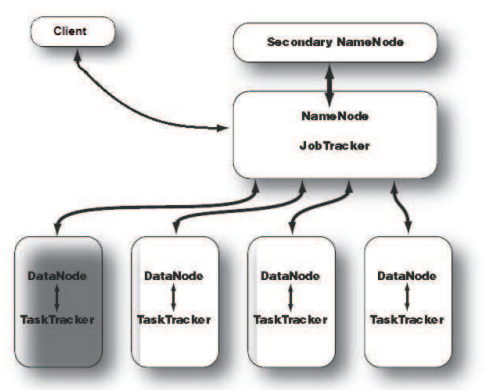 Client
Secondary NameNode
NameNode
JobTracker
DataNode
TaskTracker
DataNode
TaskTracker
DataNode
TaskTracker
DataNode
TaskTracker